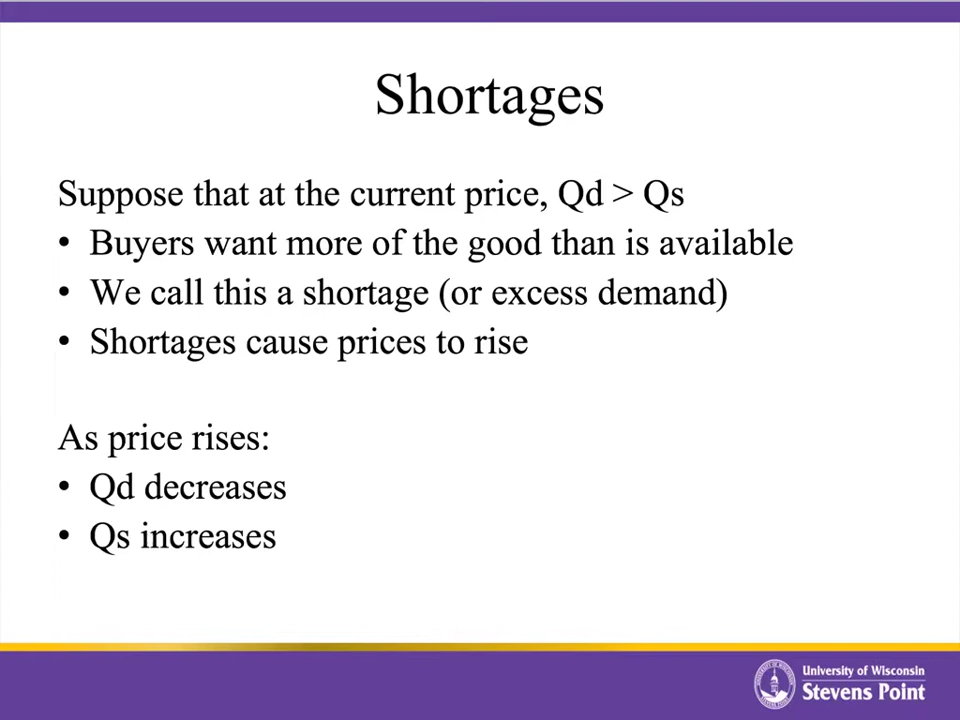 Shortages
Suppose that at the current price, Qd > Qs
• Buyers want more of the good than is available
• We call this a shortage (or excess demand)
• Shortages cause prices to rise
As price rises:
• Qd decreases
• Qs increases
University of Wisconsin
Stevens Point